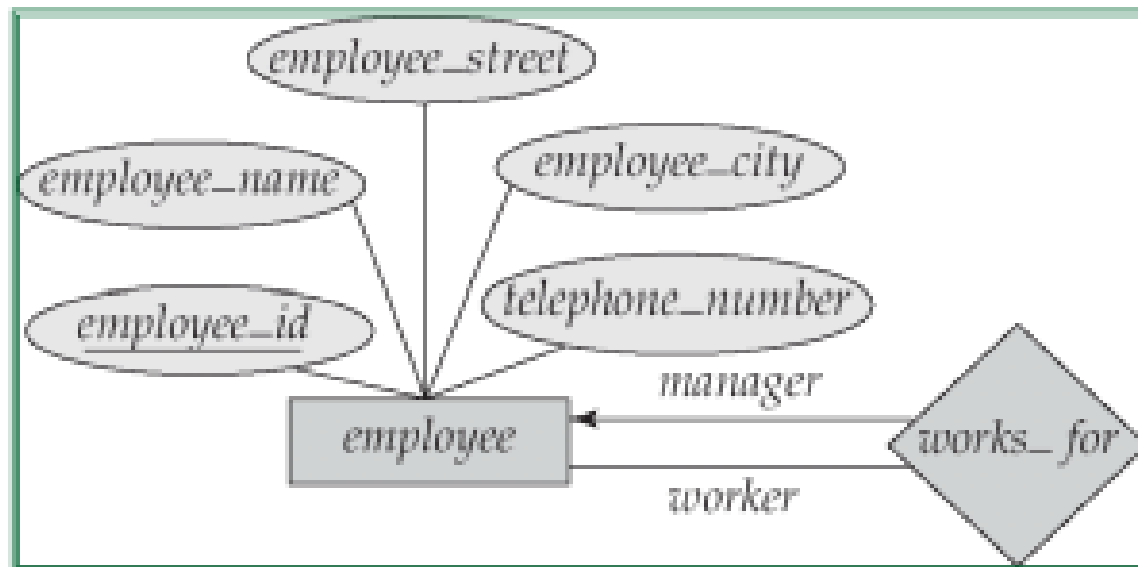 employee_street
employee_name
employee_city
employee_id
telephone_number
manager
employee
works_for
worker